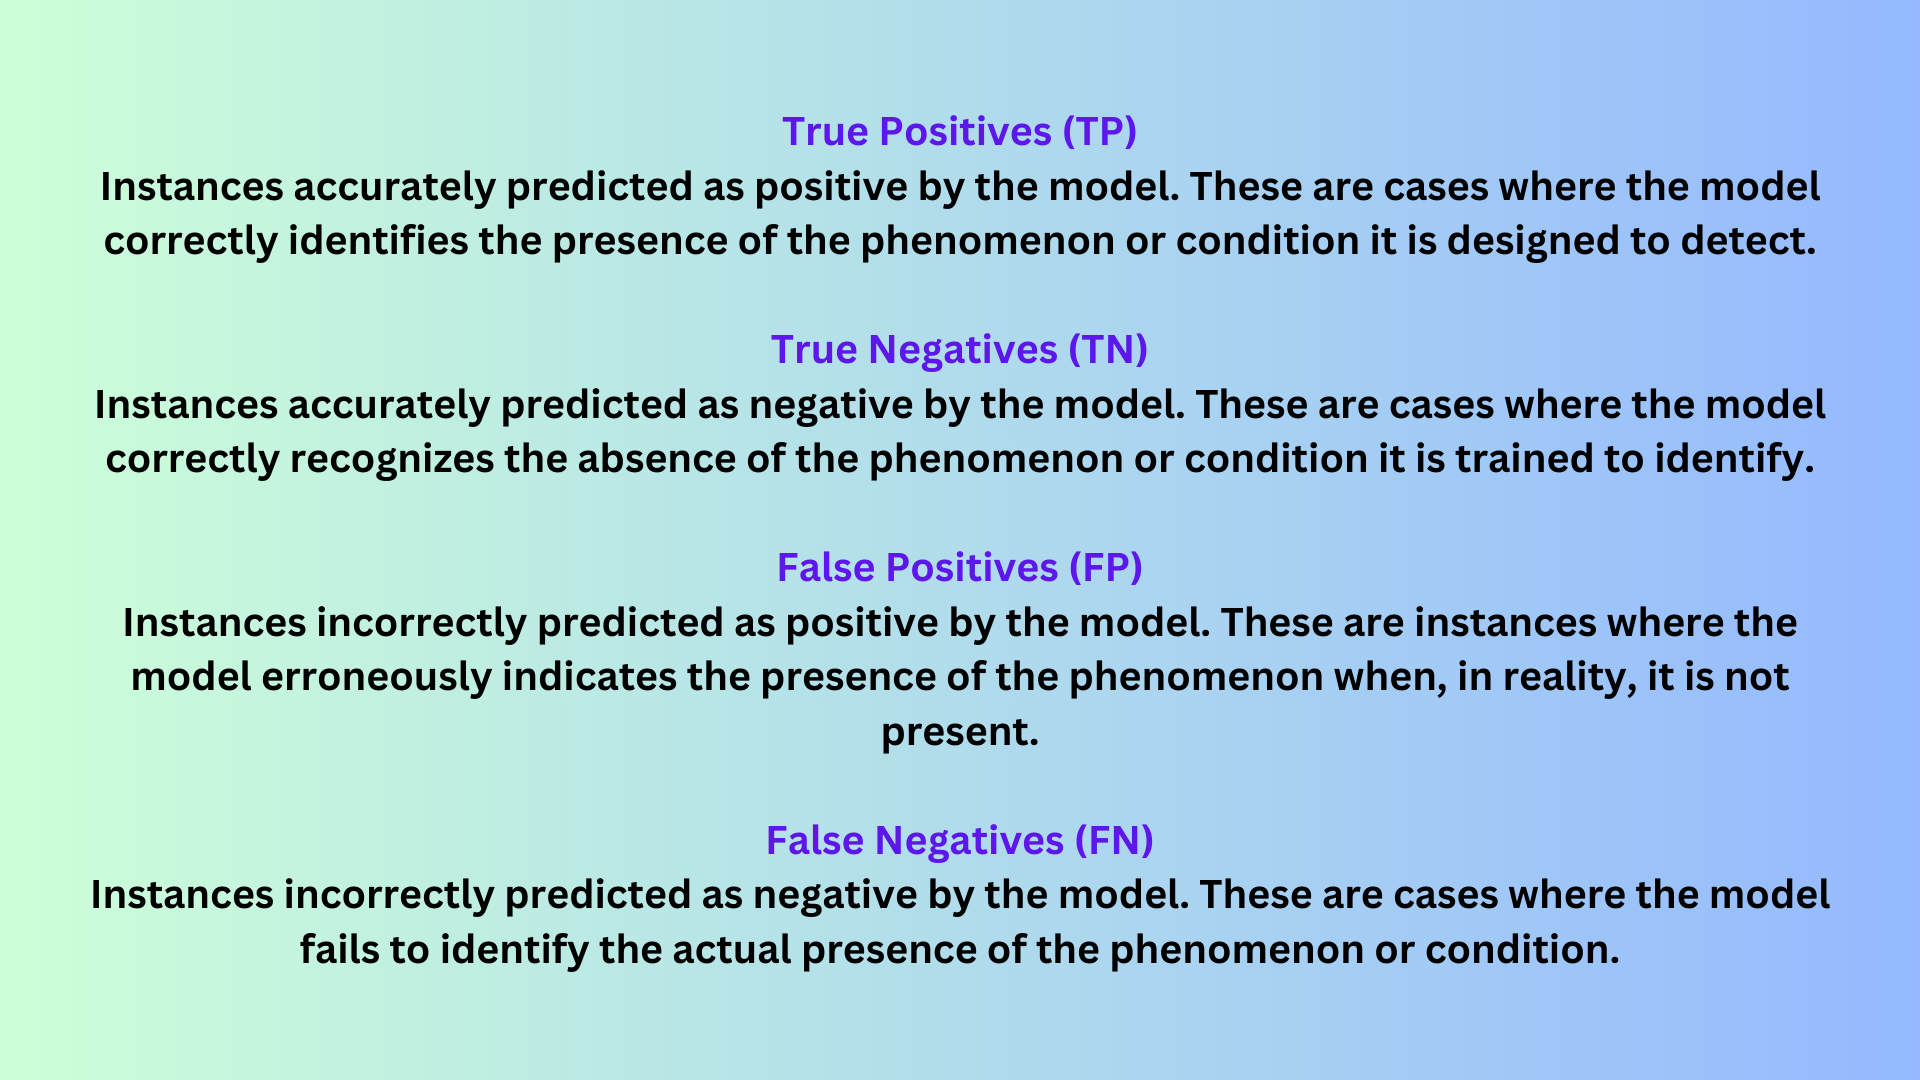 True Positives (TP)
Instances accurately predicted as positive by the model. These are cases where the model
correctly identifies the presence of the phenomenon or condition it is designed to detect.
True Negatives (TN)
Instances accurately predicted as negative by the model. These are cases where the model
correctly recognizes the absence of the phenomenon or condition it is trained to identify.
False Positives (FP)
Instances incorrectly predicted as positive by the model. These are instances where the
model erroneously indicates the presence of the phenomenon when, in reality, it is not
present.
False Negatives (FN)
Instances incorrectly predicted as negative by the model. These are cases where the model
fails to identify the actual presence of the phenomenon or condition.